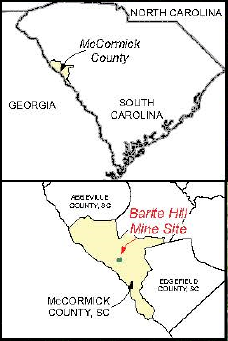 NORTH CAROLINA
McCormick
County
GEORGIA
SOUTH
CAROLINA
ABBEVILLE
COUNTY, SC
Barite Hill
Mine Site
EDGEFIELD
COUNTY, SC
McCORMICK
COUNTY, SC